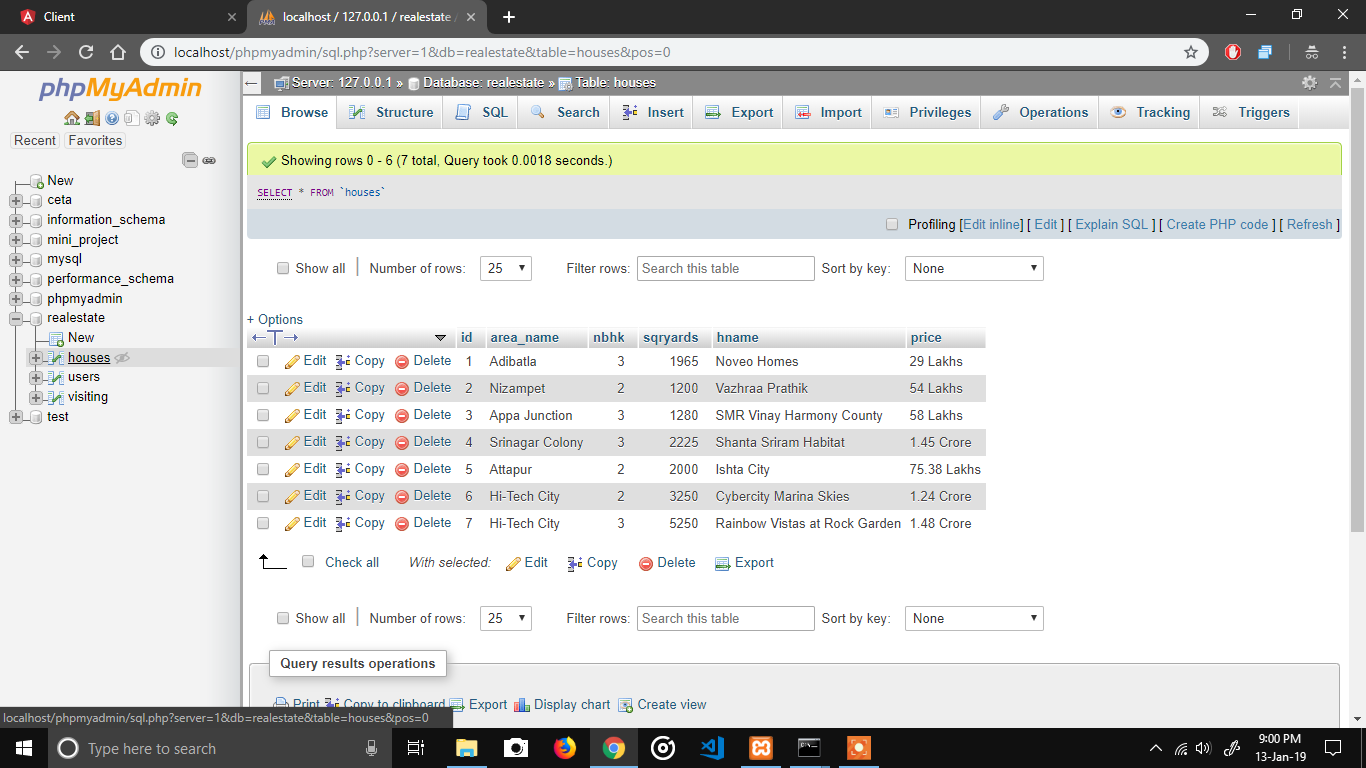 Client
localhost / 127.0.0.1 / realestate /
localhost/phpmyadmin/sql.php?server=1&db=realestate&table=houses&pos=0
phpMyAdmin
Recent Favorites
New
ceta
information_schema
mini_project
mysql
performance_schema
phpmyadmin
realestate
New
houses
users
visiting
test
Server: 127.0.0.1 » Database: realestate » Table: houses
Browse Structure SQL Search Insert Export Import Privileges Operations Tracking Triggers
Showing rows 0 - 6 (7 total, Query took 0.0018 seconds.)
SELECT * FROM `houses`
Profiling [Edit inline] [ Edit ] [ Explain SQL ] [ Create PHP code ] [ Refresh ]
Show all Number of rows: 25 Filter rows: Search this table Sort by key: None
+ Options
id area_name nbhk sqryards hname price
Edit Copy Delete 1 Adibatla 3 1965 Noveo Homes 29 Lakhs
Edit Copy Delete 2 Nizampet 2 1200 Vazhraa Prathik 54 Lakhs
Edit Copy Delete 3 Appa Junction 3 1280 SMR Vinay Harmony County 58 Lakhs
Edit Copy Delete 4 Srinagar Colony 3 2225 Shanta Sriram Habitat 1.45 Crore
Edit Copy Delete 5 Attapur 2 2000 Ishta City 75.38 Lakhs
Edit Copy Delete 6 Hi-Tech City 2 3250 Cybercity Marina Skies 1.24 Crore
Edit Copy Delete 7 Hi-Tech City 3 5250 Rainbow Vistas at Rock Garden 1.48 Crore
Check all With selected: Edit Copy Delete Export
Show all Number of rows: 25 Filter rows: Search this table Sort by key: None
Query results operations
Print Copy to clipboard Export Display chart Create view
localhost/phpmyadmin/sql.php?server=1&db=realestate&table=houses&pos=0
Type here to search
9:00 PM
13-Jan-19